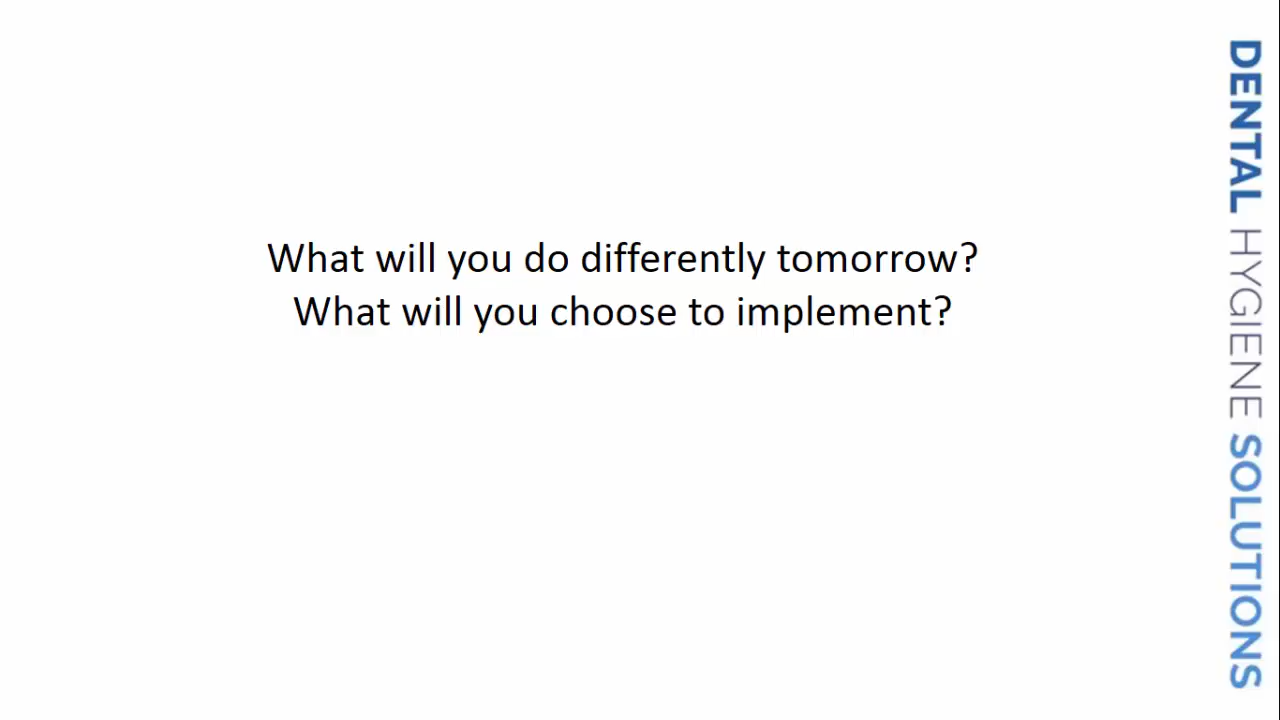 What will you do differently tomorrow?
What will you choose to implement?
DENTAL HYGIENE SOLUTIONS